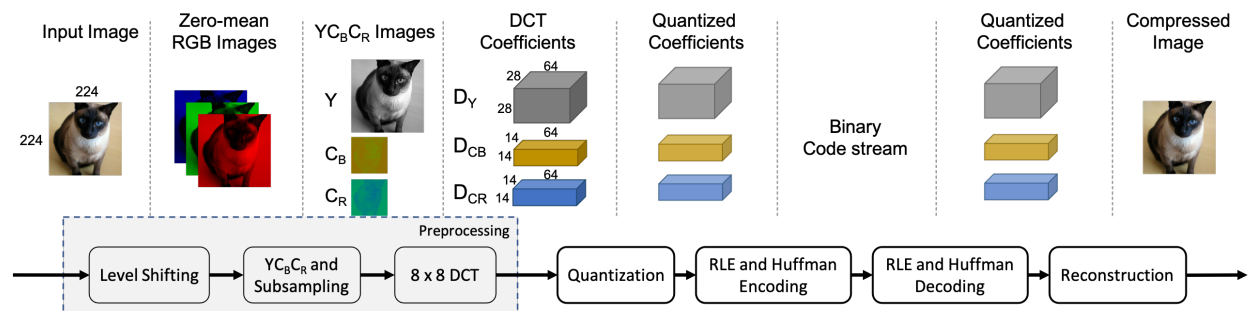 Input Image
Zero-mean
RGB Images
YCBCR Images
DCT
Coefficients
Quantized
Coefficients
Quantized
Coefficients
Compressed
Image
224
224
Y
CB
CR
DY
28
64
28
DCB
14
64
14
DCR
14
64
14
Binary
Code stream
Preprocessing
Level Shifting
YCBCR and
Subsampling
8 x 8 DCT
Quantization
RLE and Huffman
Encoding
RLE and Huffman
Decoding
Reconstruction